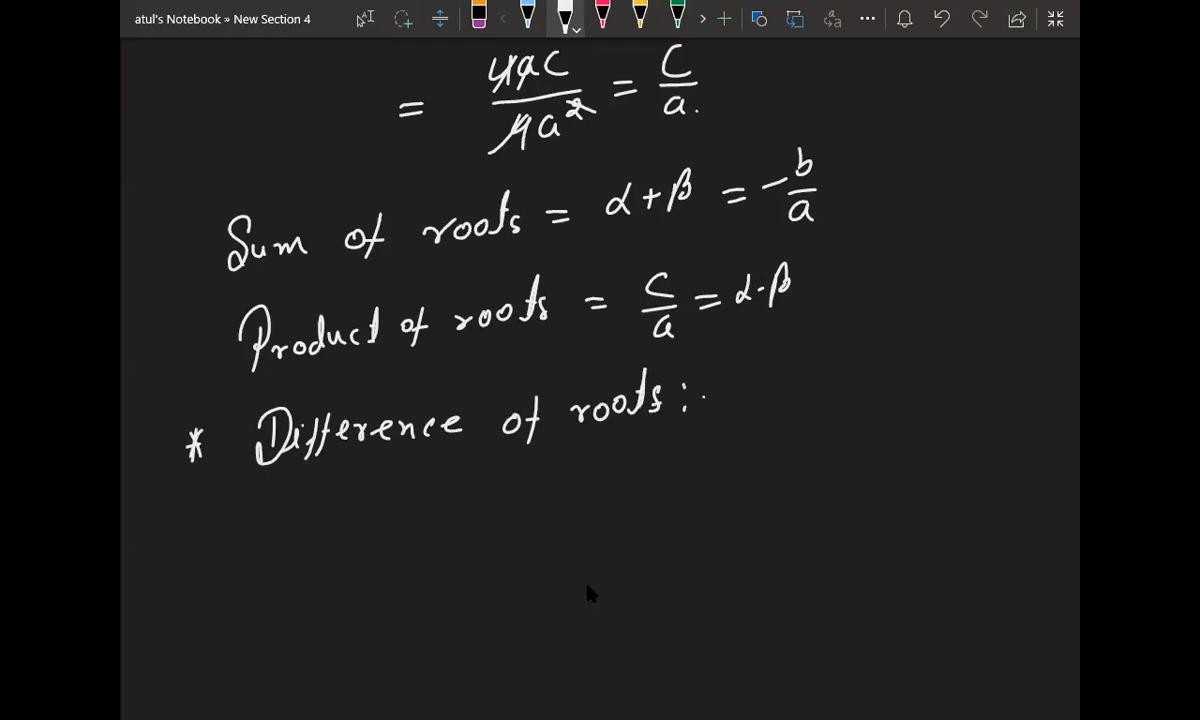 atul's Notebook » New Section 4
= 4ac/4a² = c/a.
Sum of roots = α+β = -b/a
Product of roots = c/a = α·β
* Difference of roots :